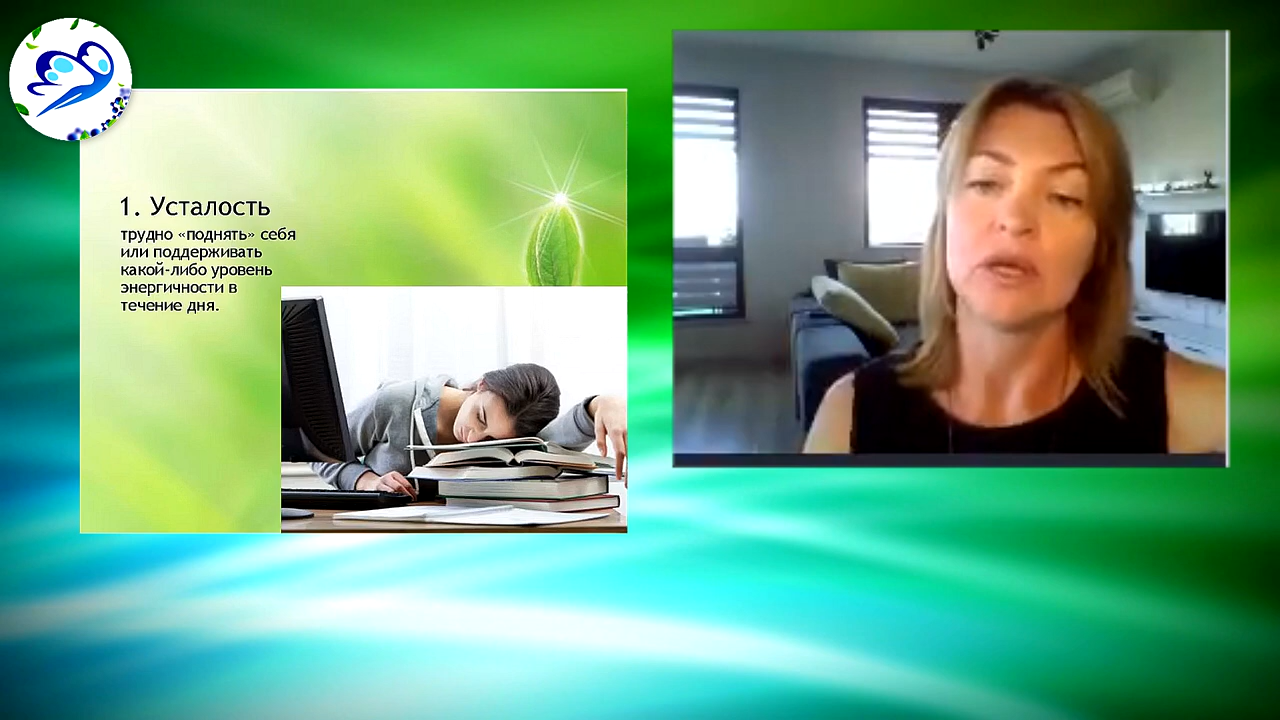 1. Усталость
трудно «поднять» себя
или поддерживать
какой-либо уровень
энергичности в
течение дня.